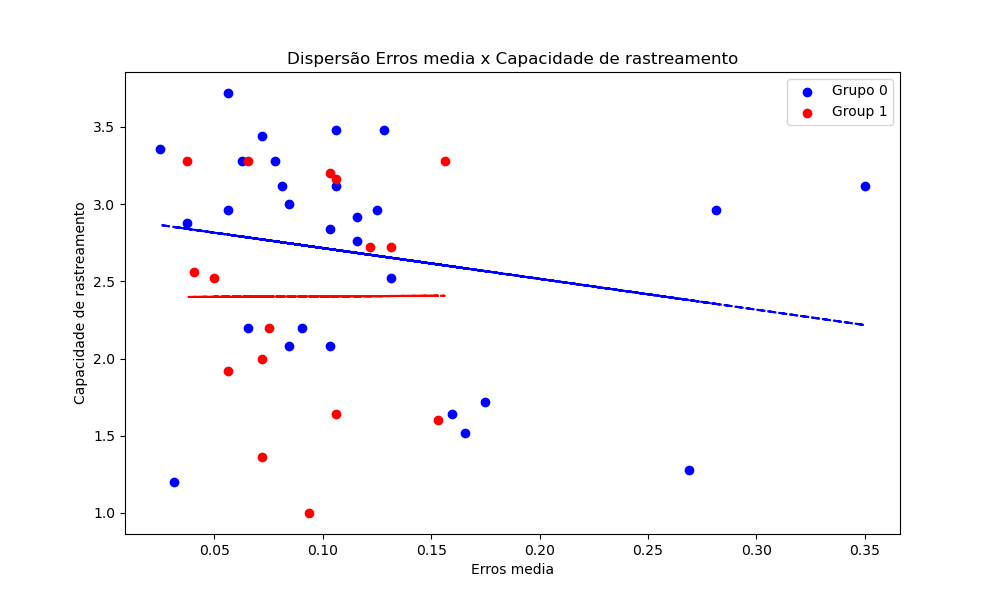 Dispersão Erros media x Capacidade de rastreamento
Grupo 0
Group 1
Capacidade de rastreamento
3.5
3.0
2.5
2.0
1.5
1.0
0.05 0.10 0.15 0.20 0.25 0.30 0.35
Erros media